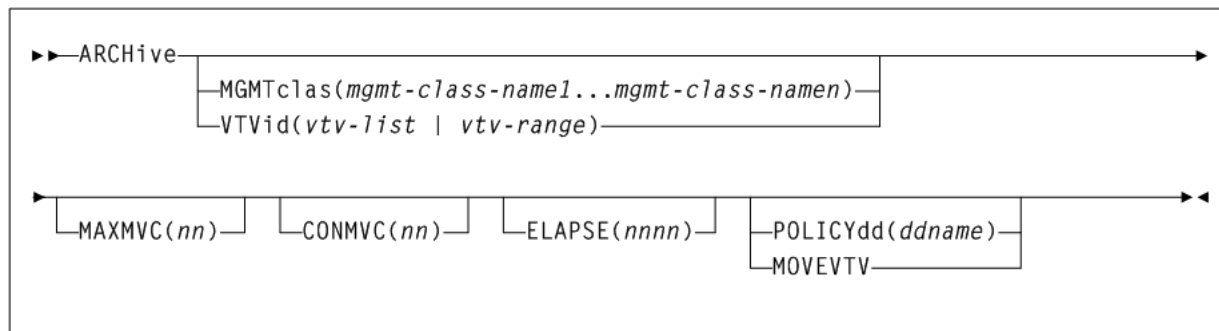 ARCHive
MGMTclas(mgmt-class-name1...mgmt-class-namen)
VTVid(vtv-list | vtv-range)
MAXMVC(nn) CONMVC(nn) ELAPSE(nnnn) POLICYdd(ddname)
MOVEVTV